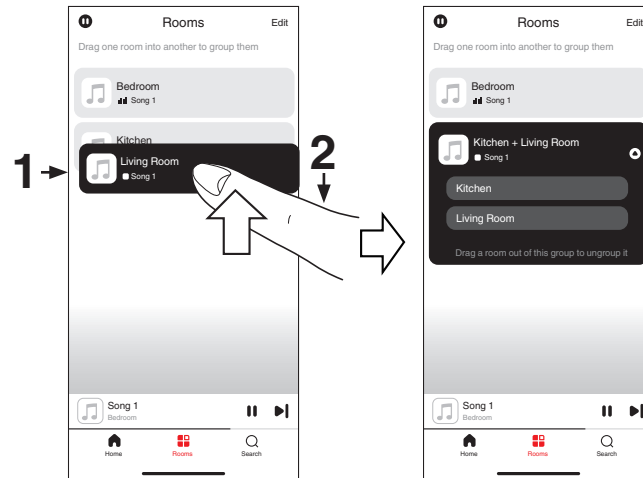 Rooms
Edit
Drag one room into another to group them
Bedroom
Song 1
Kitchen
Living Room
Song 1
1
2
Song 1
Bedroom
Home
Rooms
Search
Rooms
Edit
Drag one room into another to group them
Bedroom
Song 1
Kitchen + Living Room
Song 1
Kitchen
Living Room
Drag a room out of this group to ungroup it
Song 1
Bedroom
Home
Rooms
Search